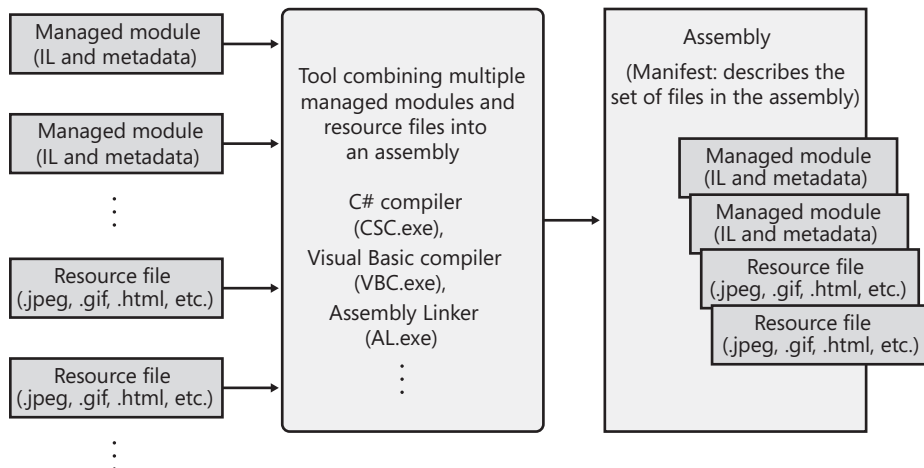 Managed module
(IL and metadata)
Managed module
(IL and metadata)
Resource file
(.jpeg, .gif, .html, etc.)
Resource file
(.jpeg, .gif, .html, etc.)
Tool combining multiple
managed modules and
resource files into
an assembly
C# compiler
(CSC.exe),
Visual Basic compiler
(VBC.exe),
Assembly Linker
(AL.exe)
Assembly
(Manifest: describes the
set of files in the assembly)
Managed module
(IL and metadata)
Managed module
(IL and metadata)
Resource file
(.jpeg, .gif, .html, etc.)
Resource file
(.jpeg, .gif, .html, etc.)